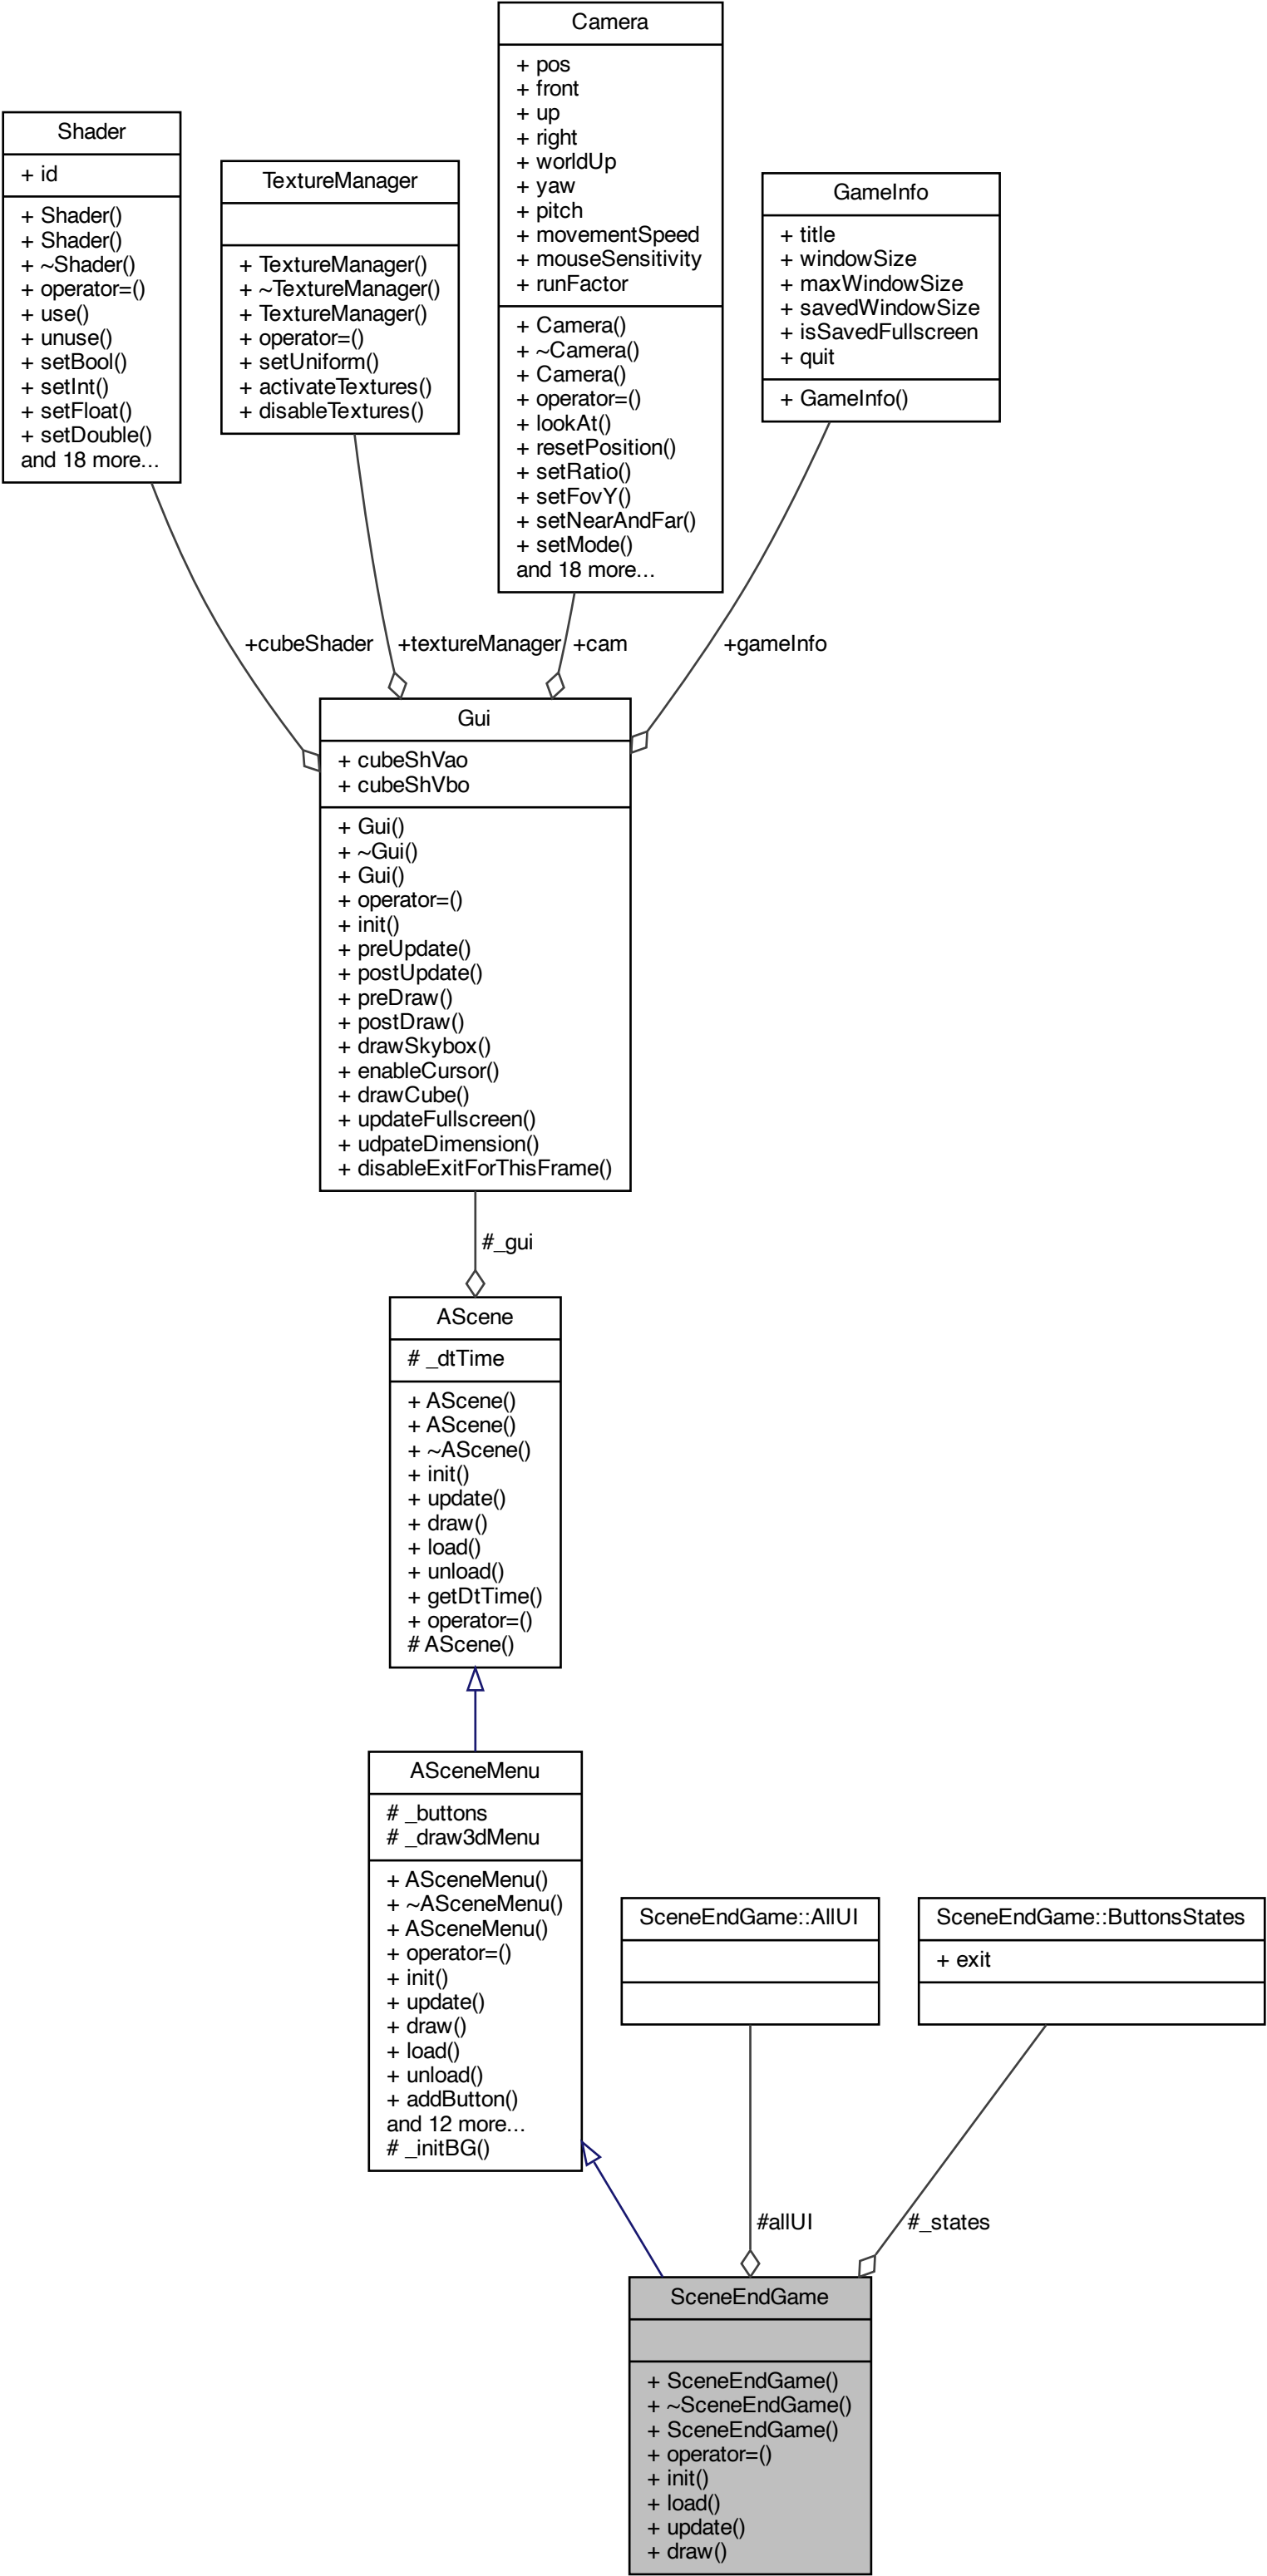 Camera
+ pos
+ front
+ up
+ right
+ worldUp
+ yaw
+ pitch
+ movementSpeed
+ mouseSensitivity
+ runFactor
+ Camera()
+ ~Camera()
+ Camera()
+ operator=()
+ lookAt()
+ resetPosition()
+ setRatio()
+ setFovY()
+ setNearAndFar()
+ setMode()
and 18 more...
Shader
+ id
+ Shader()
+ Shader()
+ ~Shader()
+ operator=()
+ use()
+ unuse()
+ setBool()
+ setInt()
+ setFloat()
+ setDouble()
and 18 more...
TextureManager
+ TextureManager()
+ ~TextureManager()
+ TextureManager()
+ operator=()
+ setUniform()
+ activateTextures()
+ disableTextures()
GameInfo
+ title
+ windowSize
+ maxWindowSize
+ savedWindowSize
+ isSavedFullscreen
+ quit
+ GameInfo()
+cubeShader
+textureManager
+cam
+gameInfo
Gui
+ cubeShVao
+ cubeShVbo
+ Gui()
+ ~Gui()
+ Gui()
+ operator=()
+ init()
+ preUpdate()
+ postUpdate()
+ preDraw()
+ postDraw()
+ drawSkybox()
+ enableCursor()
+ drawCube()
+ updateFullscreen()
+ udpateDimension()
+ disableExitForThisFrame()
#_gui
AScene
# _dtTime
+ AScene()
+ AScene()
+ ~AScene()
+ init()
+ update()
+ draw()
+ load()
+ unload()
+ getDtTime()
+ operator=()
# AScene()
ASceneMenu
# _buttons
# _draw3dMenu
+ ASceneMenu()
+ ~ASceneMenu()
+ ASceneMenu()
+ operator=()
+ init()
+ update()
+ draw()
+ load()
+ unload()
+ addButton()
and 12 more...
# _initBG()
SceneEndGame::AllUI
SceneEndGame::ButtonsStates
+ exit
#allUI
#_states
SceneEndGame
+ SceneEndGame()
+ ~SceneEndGame()
+ SceneEndGame()
+ operator=()
+ init()
+ load()
+ update()
+ draw()